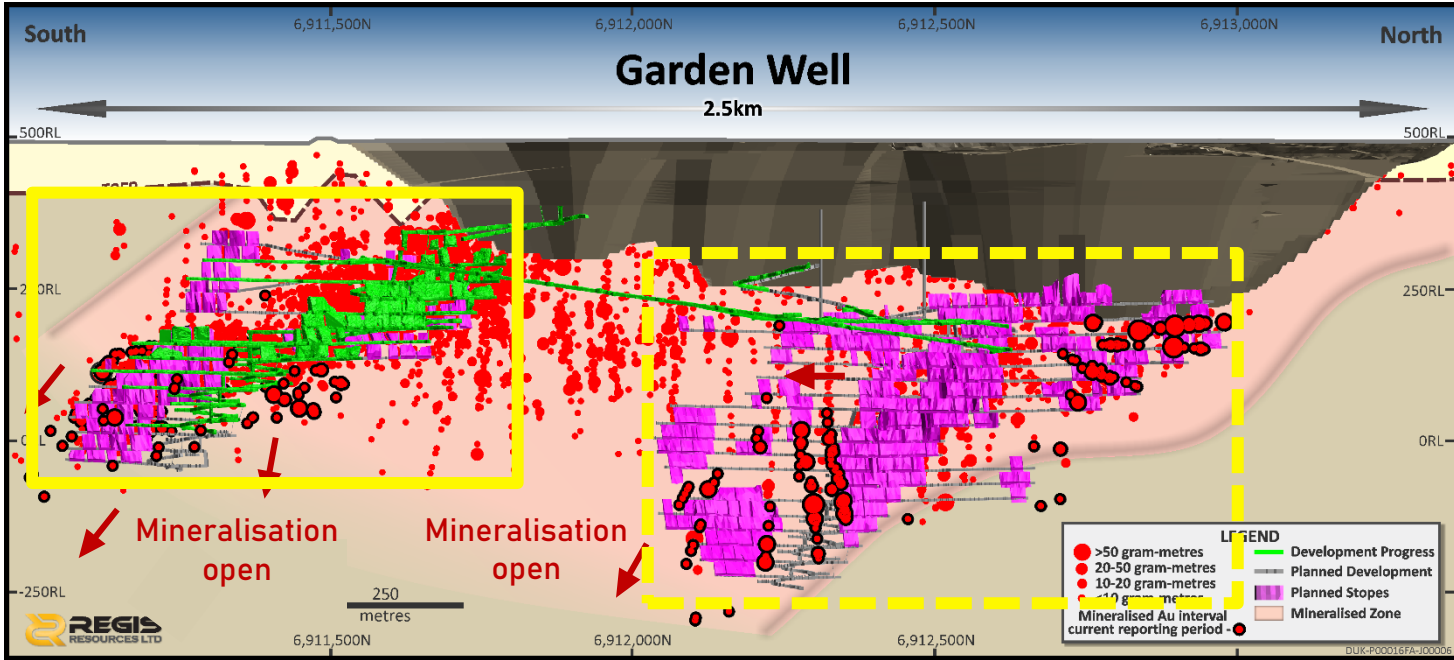 6,911,500N
6,912,000N
6,912,500N
6,913,000N
South
North
Garden Well
2.5km
500RL
500RL
250RL
0RL
-250RL
Mineralisation
open
Mineralisation
open
250
metres
REGIS
RESOURCES LTD
6,911,500N
6,912,000N
6,912,500N
LEGEND
>50 gram-metres
20-50 gram-metres
10-20 gram-metres
<10 gram-metres
Mineralised Au interval
current reporting period -
Development Progress
Planned Development
Planned Stopes
Mineralised Zone
DUK-P00016FA-J00006